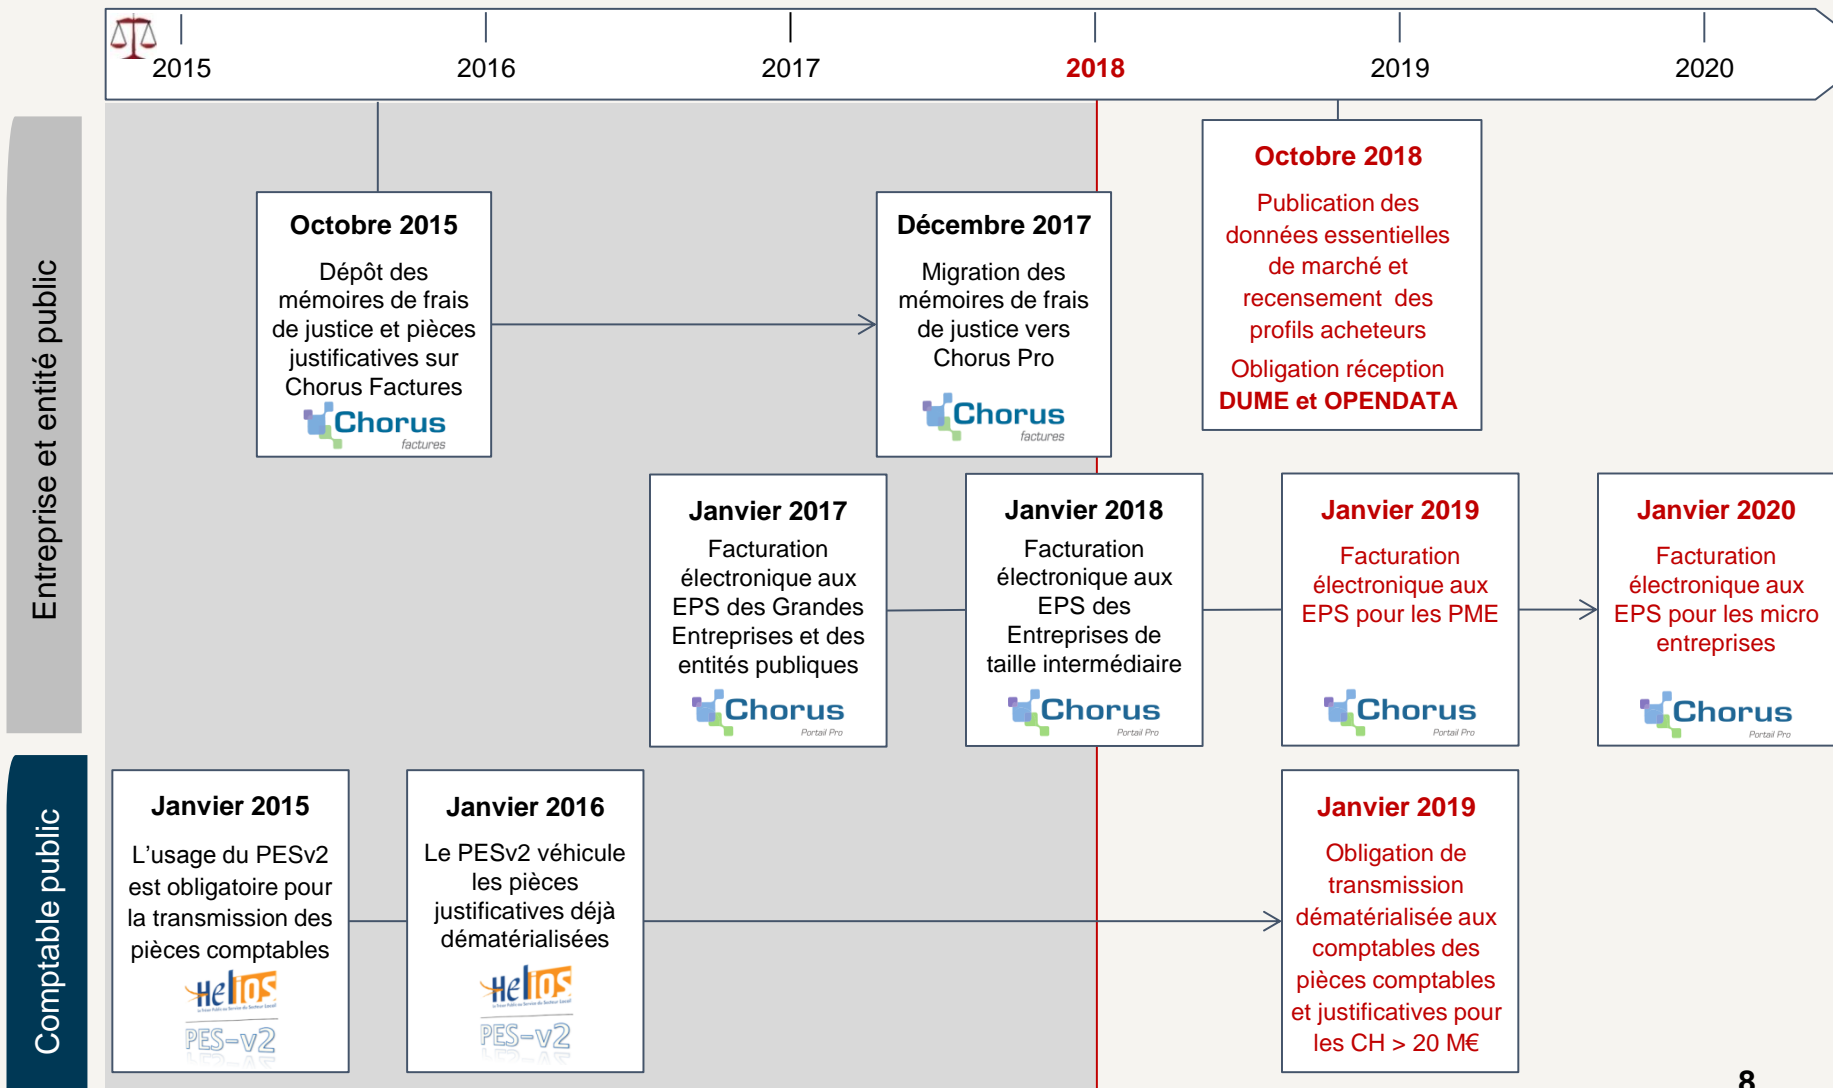 2015
2016
2017
2018
2019
2020
Entreprise et entité public
Octobre 2015
Dépôt des
mémoires de frais
de justice et pièces
justificatives sur
Chorus Factures
Chorus
factures
Décembre 2017
Migration des
mémoires de frais
de justice vers
Chorus Pro
Chorus
factures
Octobre 2018
Publication des
données essentielles
de marché et
recensement des
profils acheteurs
Obligation réception
DUME et OPENDATA
Janvier 2017
Facturation
électronique aux
EPS des Grandes
Entreprises et des
entités publiques
Chorus
Portail Pro
Janvier 2018
Facturation
électronique aux
EPS des
Entreprises de
taille intermédiaire
Chorus
Portail Pro
Janvier 2019
Facturation
électronique aux
EPS pour les PME
Chorus
Portail Pro
Janvier 2020
Facturation
électronique aux
EPS pour les micro
entreprises
Chorus
Portail Pro
Comptable public
Janvier 2015
L'usage du PESv2
est obligatoire pour
la transmission des
pièces comptables
Helios
PES-v2
Janvier 2016
Le PESv2 véhicule
les pièces
justificatives déjà
dématérialisées
Helios
PES-v2
Janvier 2019
Obligation de
transmission
dématérialisée aux
comptables des
pièces comptables
et justificatives pour
les CH > 20 M€
8